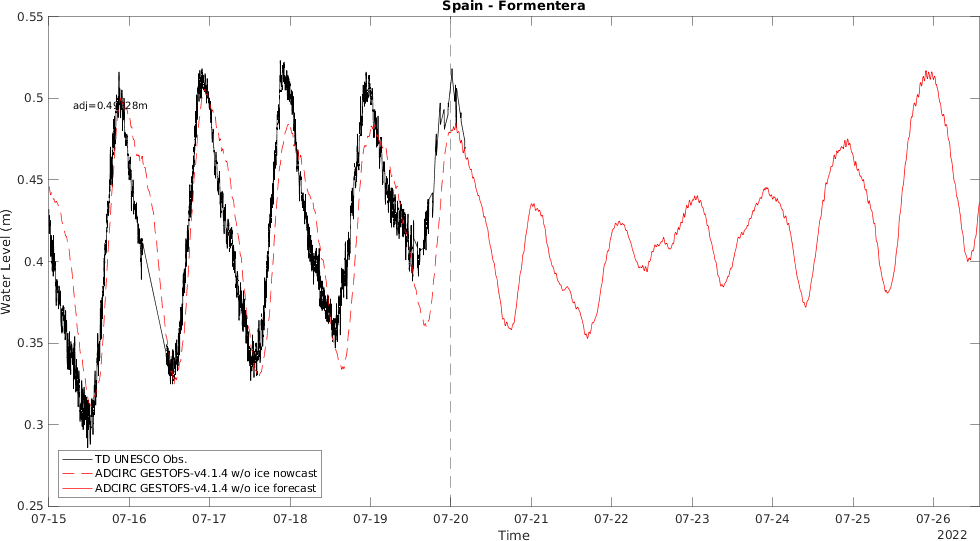 Spain - Formentera
0.55
0.5
0.45
0.4
0.35
0.3
0.25
Water Level (m)
TD UNESCO Obs.
ADCIRC GESTOFS-v4.1.4 w/o ice nowcast
ADCIRC GESTOFS-v4.1.4 w/o ice forecast
07-15 07-16 07-17 07-18 07-19 07-20 07-21 07-22 07-23 07-24 07-25 07-26
Time
2022